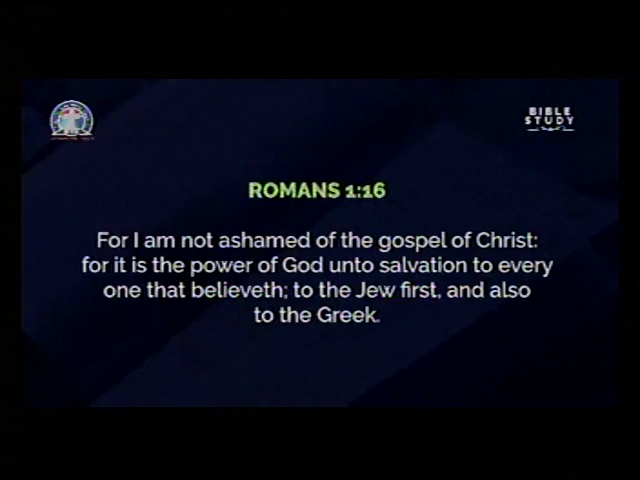 BIBLE
STUDY
ROMANS 1:16
For I am not ashamed of the gospel of Christ:
for it is the power of God unto salvation to every
one that believeth; to the Jew first, and also
to the Greek.